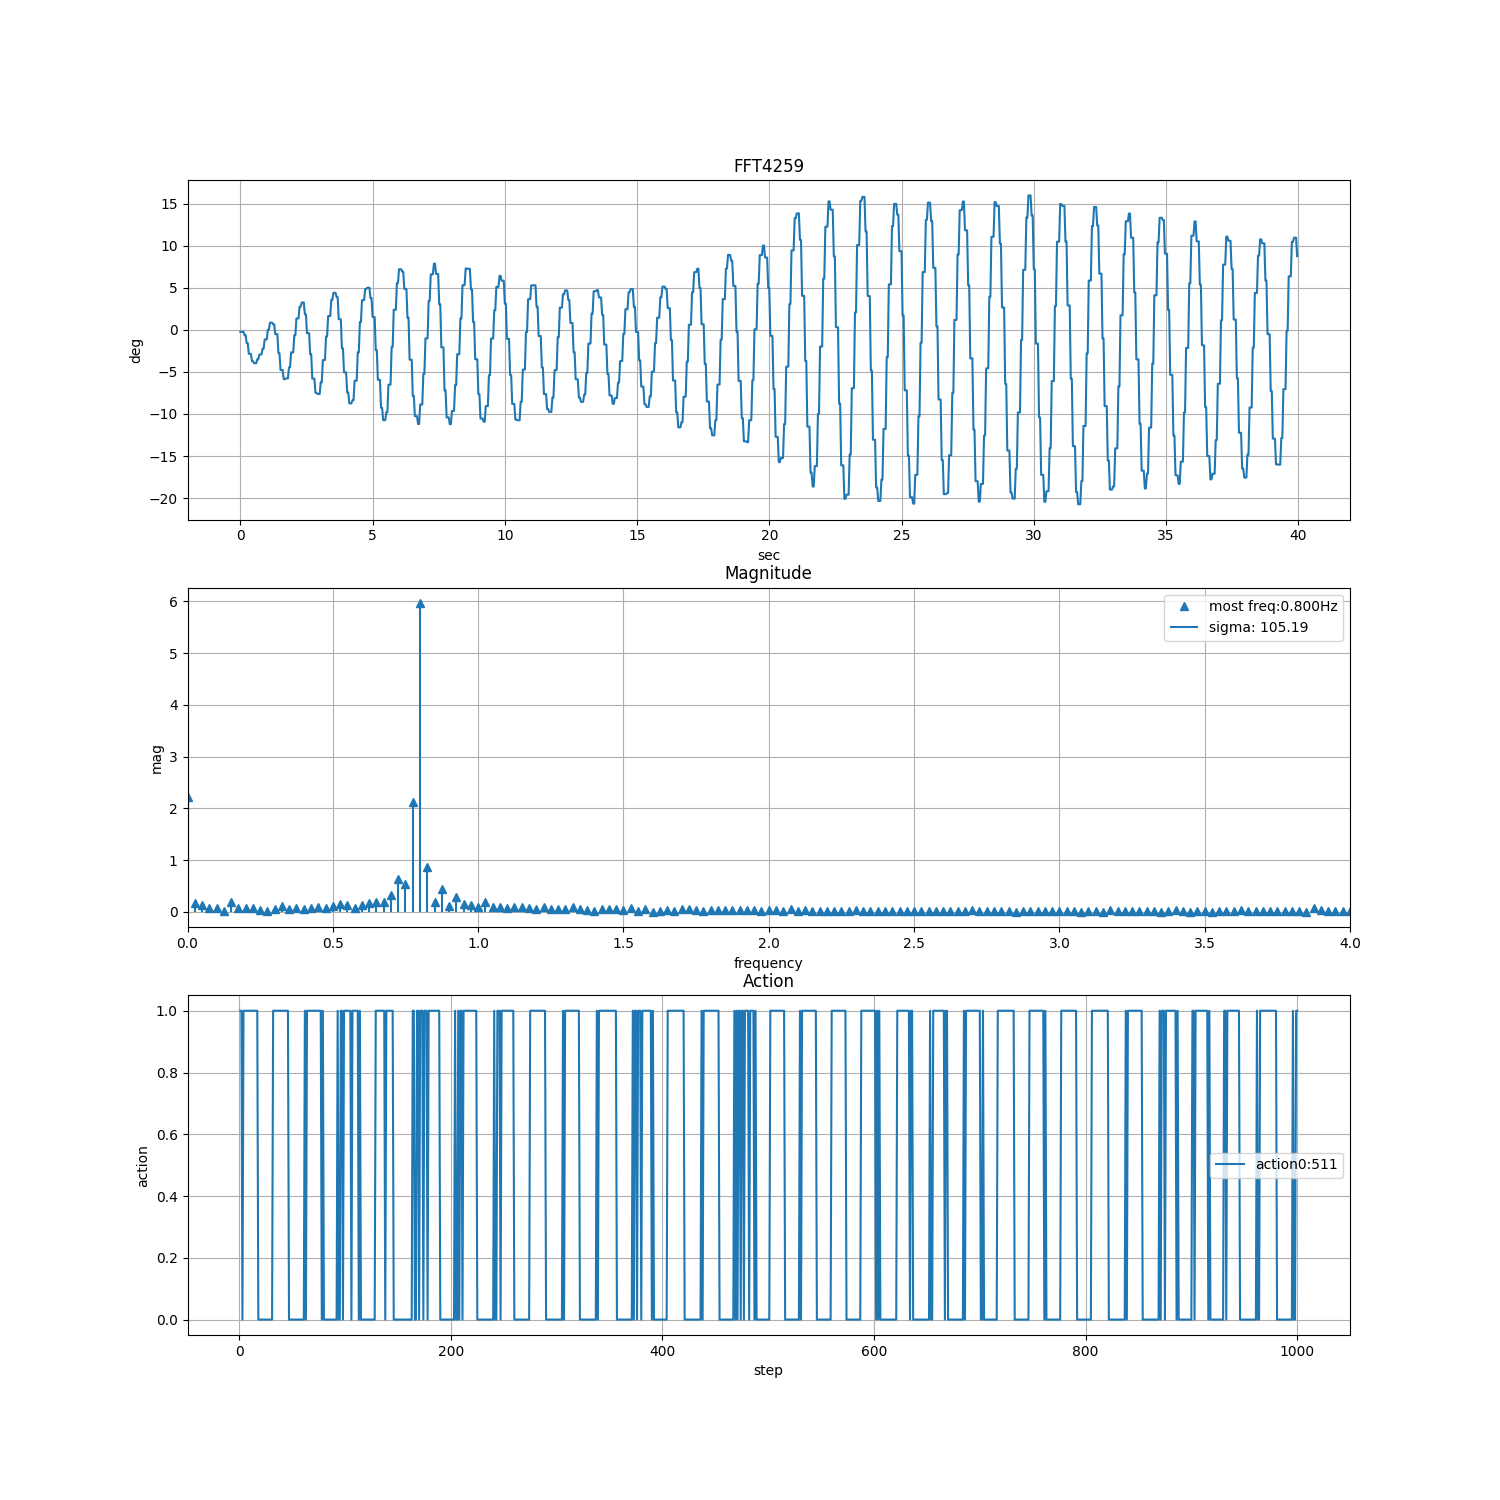 FFT4259
15
10
5
0
−5
−10
−15
−20
deg
0 5 10 15 20 25 30 35 40
sec
Magnitude
6
5
4
3
2
1
0
mag
most freq:0.800Hz
sigma: 105.19
0.0 0.5 1.0 1.5 2.0 2.5 3.0 3.5 4.0
frequency
Action
1.0
0.8
0.6
0.4
0.2
0.0
action
action0:511
0 200 400 600 800 1000
step